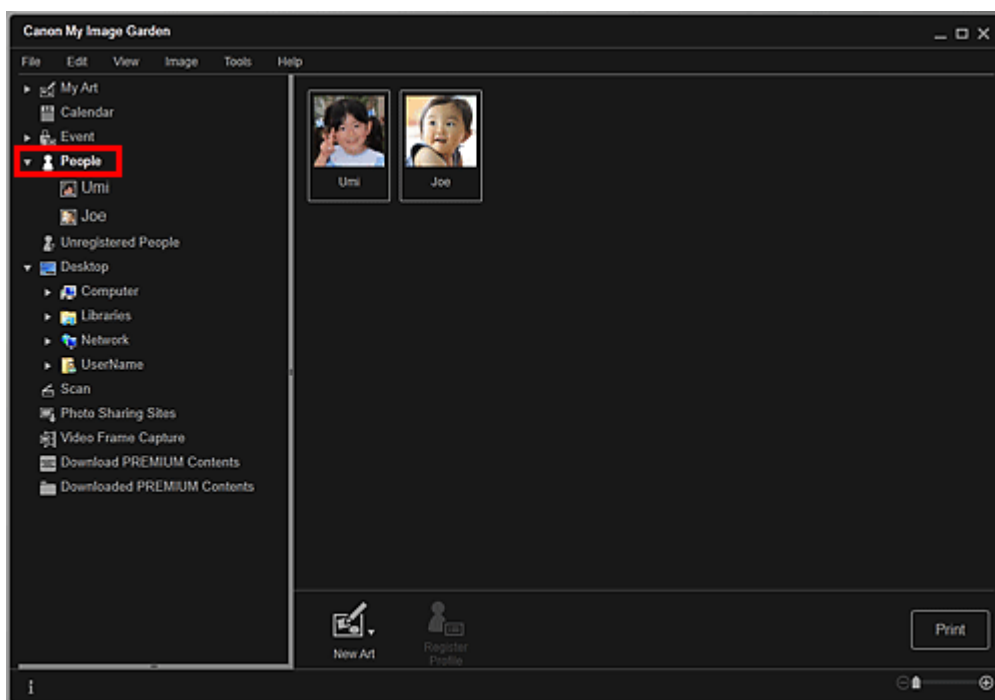 Canon My Image Garden
File Edit View Image Tools Help
My Art
Calendar
Event
People
Umi
Joe
Unregistered People
Desktop
Computer
Libraries
Network
UserName
Scan
Photo Sharing Sites
Video Frame Capture
Download PREMIUM Contents
Downloaded PREMIUM Contents
Umi Joe
New Art
Register
Profile
Print